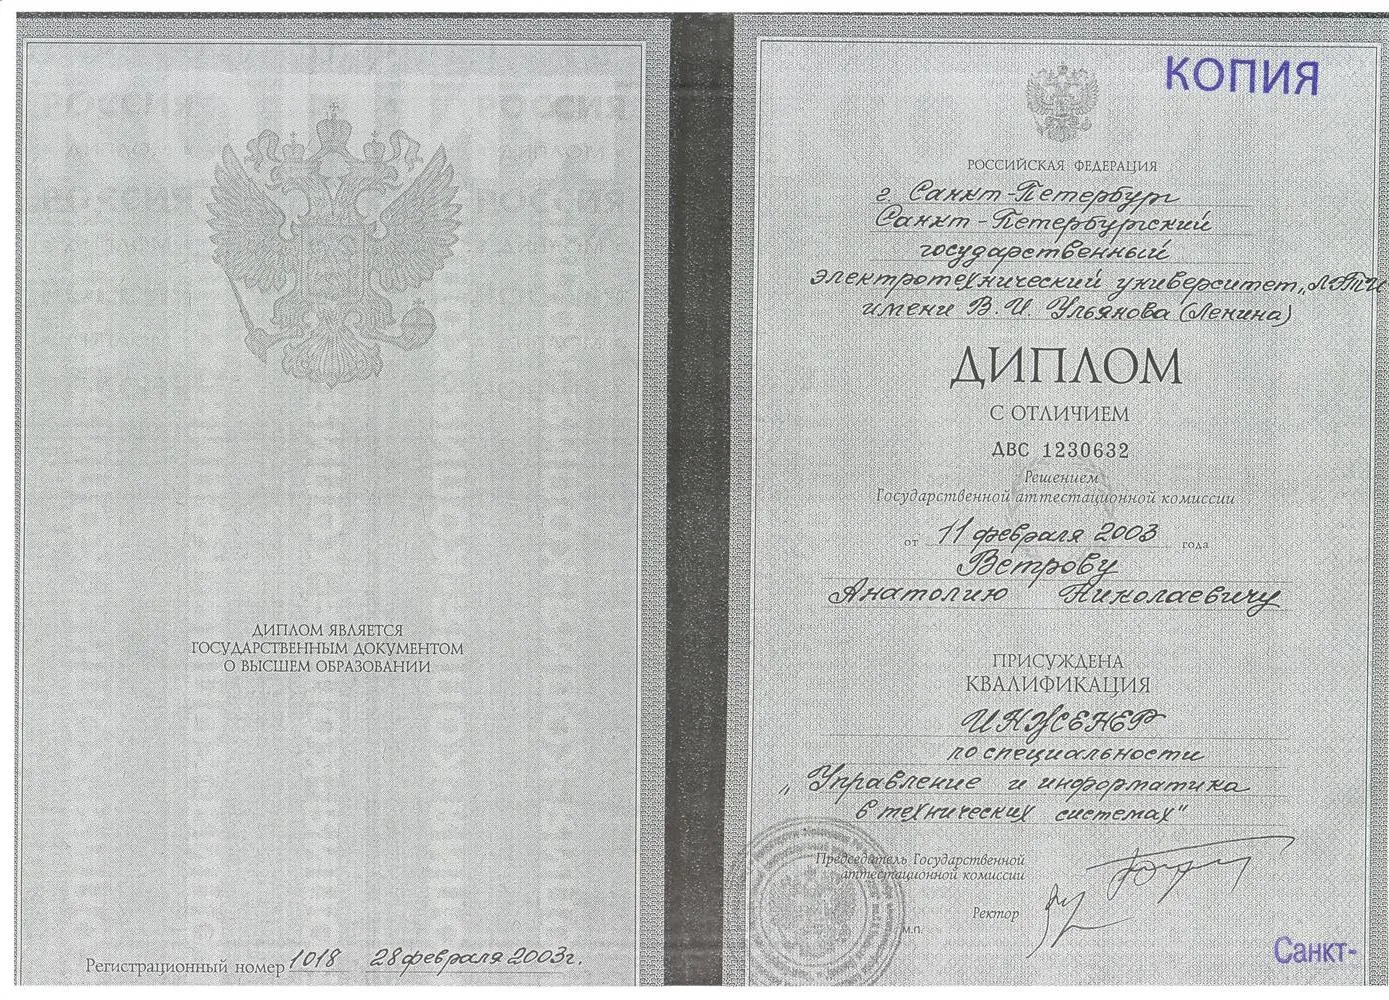 ДИПЛОМ ЯВЛЯЕТСЯ
ГОСУДАРСТВЕННЫМ ДОКУМЕНТОМ
О ВЫСШЕМ ОБРАЗОВАНИИ
Регистрационный номер 1018 28 февраля 2003г.
КОПИЯ
РОССИЙСКАЯ ФЕДЕРАЦИЯ
г. Санкт-Петербург
Санкт-Петербургский
государственный
электротехнический университет „ЛЭТИ
имени В.И. Ульянова (Ленина)
ДИПЛОМ
С ОТЛИЧИЕМ
ДВС 1230632
Решением
Государственной аттестационной комиссии
от 11 февраля 2003 года
Ветрову
Анатолию Николаевичу
ПРИСУЖДЕНА
КВАЛИФИКАЦИЯ
ИНЖЕНЕР
по специальности
„Управление и информатика
в технических системах"
Председатель Государственной
аттестационной комиссии
Ректор
М.П.
Санкт-